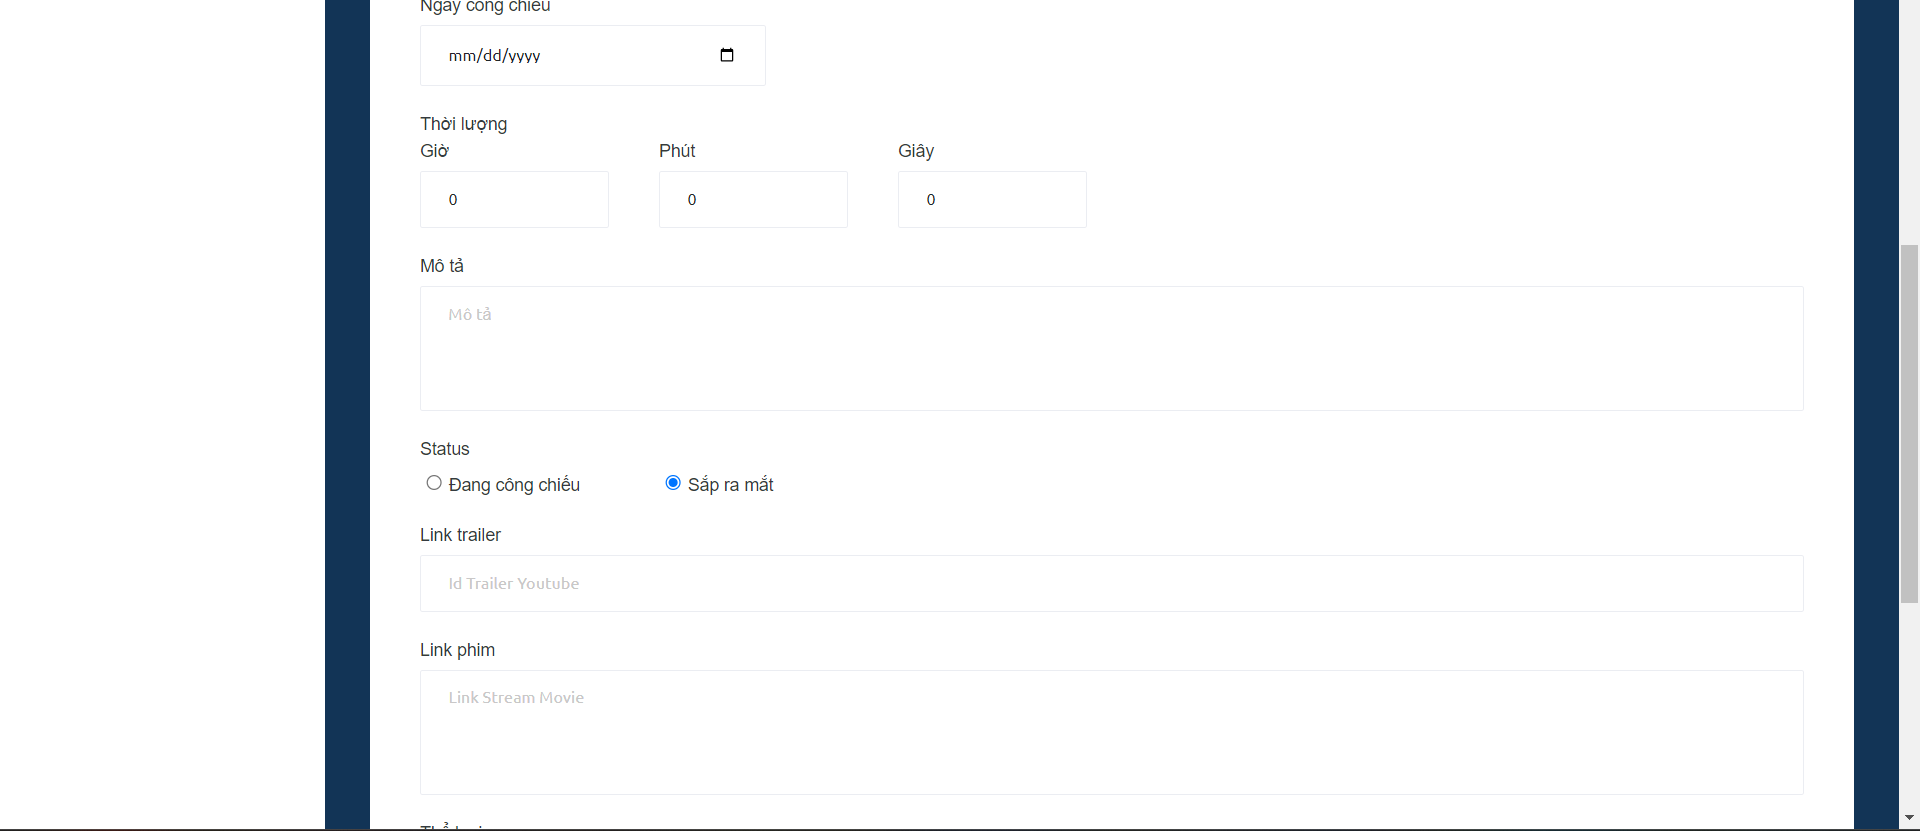 Ngày công chiếu
mm/dd/yyyy
Thời lượng
Giờ Phút Giây
0 0 0
Mô tả
Mô tả
Status
Đang công chiếu Sắp ra mắt
Link trailer
Id Trailer Youtube
Link phim
Link Stream Movie